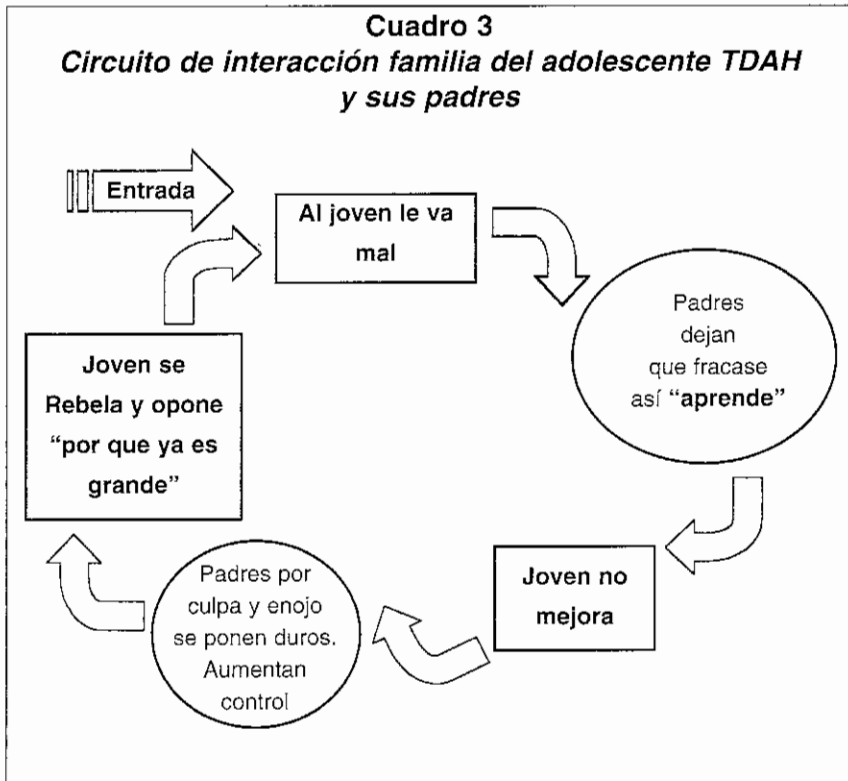 Cuadro 3
Circuito de interacción familia del adolescente TDAH
y sus padres
Entrada
Al joven le va
mal
Padres
dejan
que fracase
así “aprende”
Joven no
mejora
Padres por
culpa y enojo
se ponen duros.
Aumentan
control
Joven se
Rebela y opone
“por que ya es
grande”